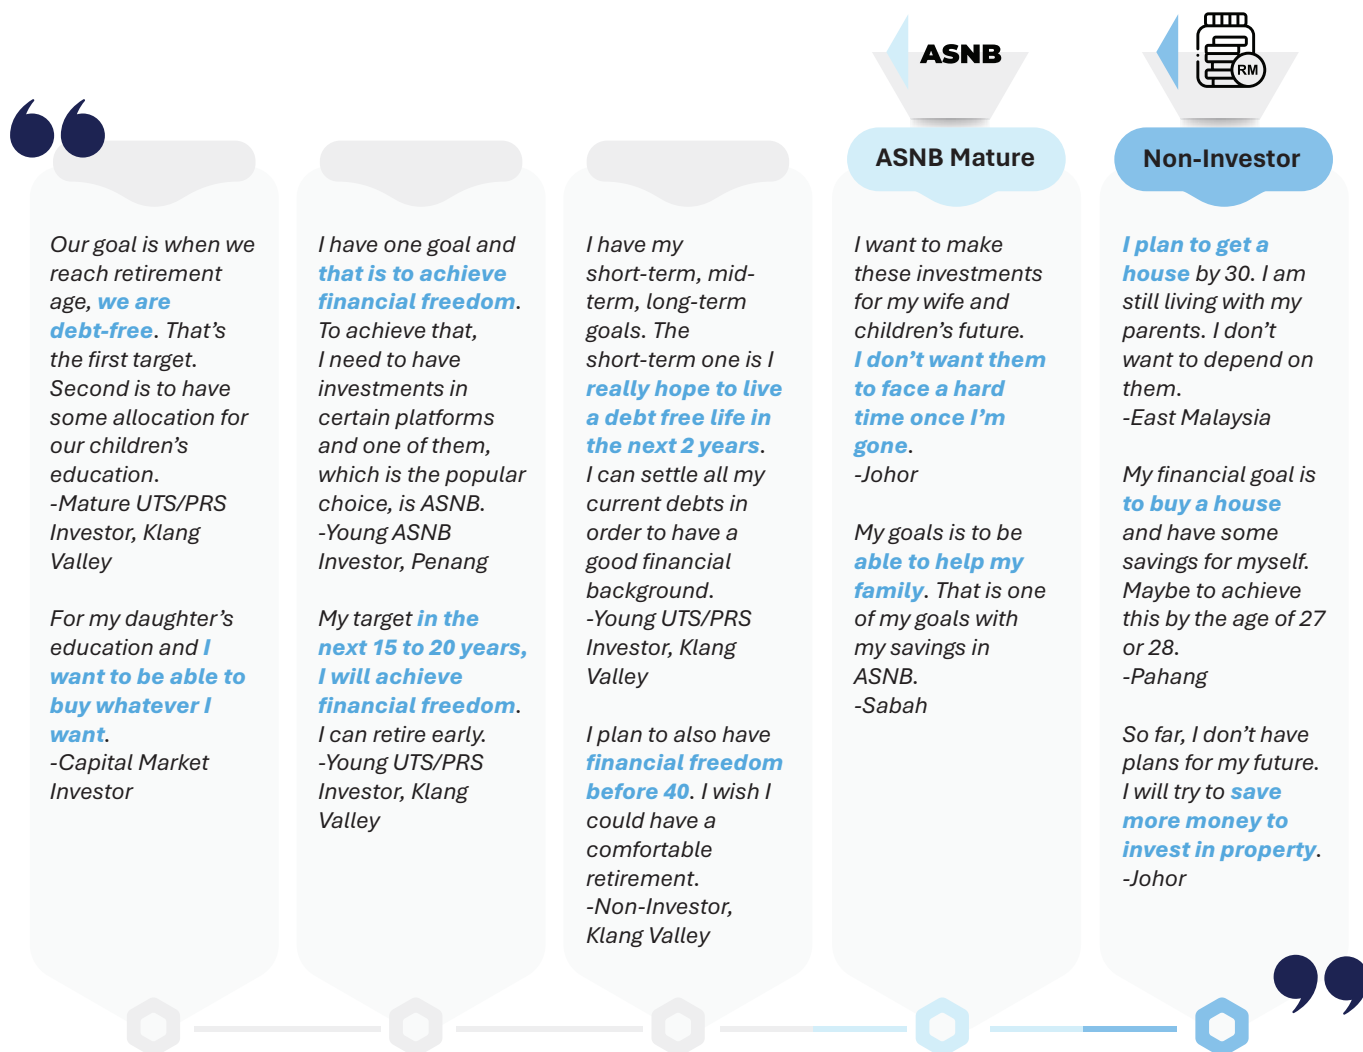 ASNB
RM
ASNB Mature
Non-Investor
Our goal is when we
reach retirement
age, we are
debt-free. That’s
the first target.
Second is to have
some allocation for
our children’s
education.
-Mature UTS/PRS
Investor, Klang
Valley
For my daughter’s
education and I
want to be able to
buy whatever I
want.
-Capital Market
Investor
I have one goal and
that is to achieve
financial freedom.
To achieve that,
I need to have
investments in
certain platforms
and one of them,
which is the popular
choice, is ASNB.
-Young ASNB
Investor, Penang
My target in the
next 15 to 20 years,
I will achieve
financial freedom.
I can retire early.
-Young UTS/PRS
Investor, Klang
Valley
I have my
short-term, mid-
term, long-term
goals. The
short-term one is I
really hope to live
a debt free life in
the next 2 years.
I can settle all my
current debts in
order to have a
good financial
background.
-Young UTS/PRS
Investor, Klang
Valley
I plan to also have
financial freedom
before 40. I wish I
could have a
comfortable
retirement.
-Non-Investor,
Klang Valley
I want to make
these investments
for my wife and
children’s future.
I don’t want them
to face a hard
time once I’m
gone.
-Johor
My goals is to be
able to help my
family. That is one
of my goals with
my savings in
ASNB.
-Sabah
I plan to get a
house by 30. I am
still living with my
parents. I don’t
want to depend on
them.
-East Malaysia
My financial goal is
to buy a house
and have some
savings for myself.
Maybe to achieve
this by the age of 27
or 28.
-Pahang
So far, I don’t have
plans for my future.
I will try to save
more money to
invest in property.
-Johor